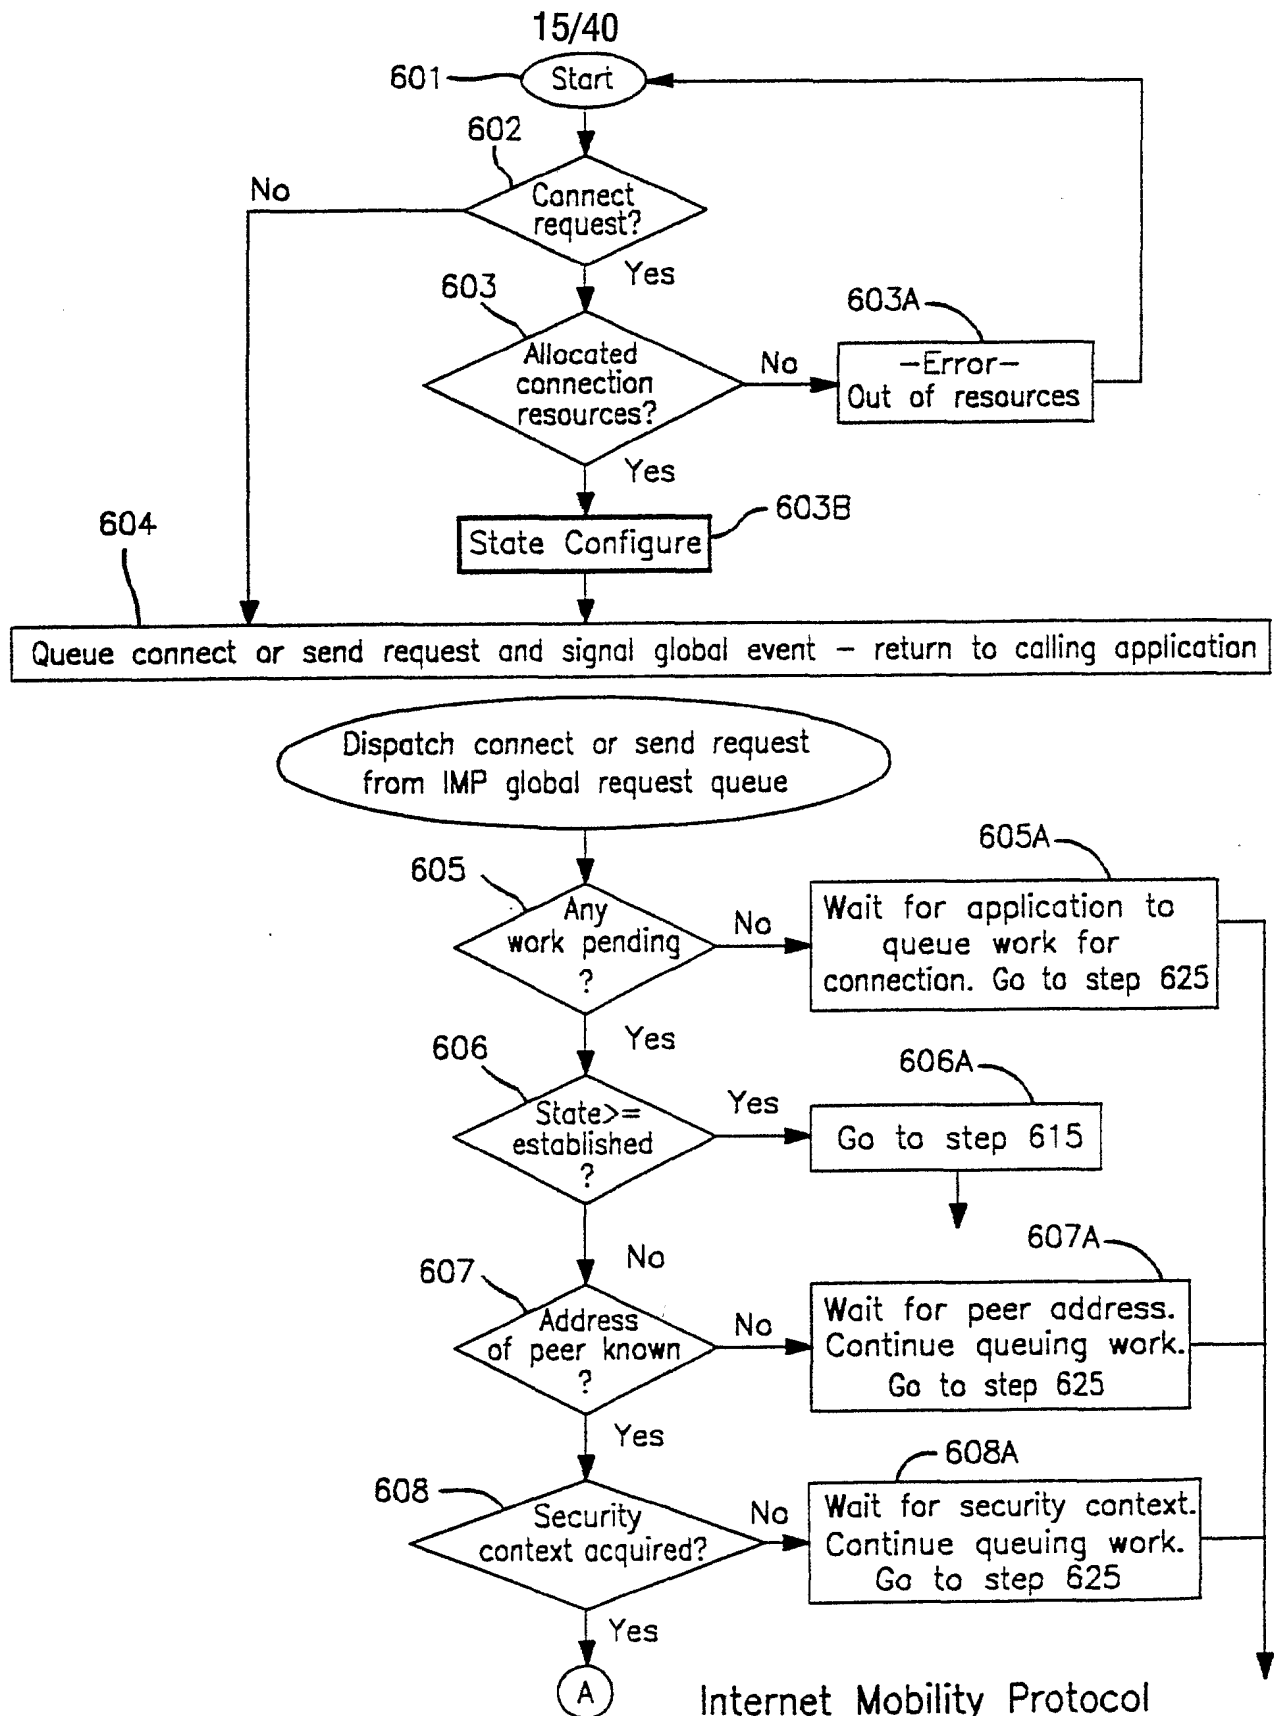 15/40
601
Start
602
No
Connect
request?
Yes
603
603A
Allocated
connection
resources?
No
-Error-
Out of resources
Yes
604
603B
State Configure
Queue connect or send request and signal global event - return to calling application
Dispatch connect or send request
from IMP global request queue
605
605A
Any
work pending
?
No
Wait for application to
queue work for
connection. Go to step 625
Yes
606
606A
State>=
established
?
Yes
Go to step 615
No
607
607A
Address
of peer known
?
No
Wait for peer address.
Continue queuing work.
Go to step 625
Yes
608
608A
Security
context acquired?
No
Wait for security context.
Continue queuing work.
Go to step 625
Yes
A
Internet Mobility Protocol